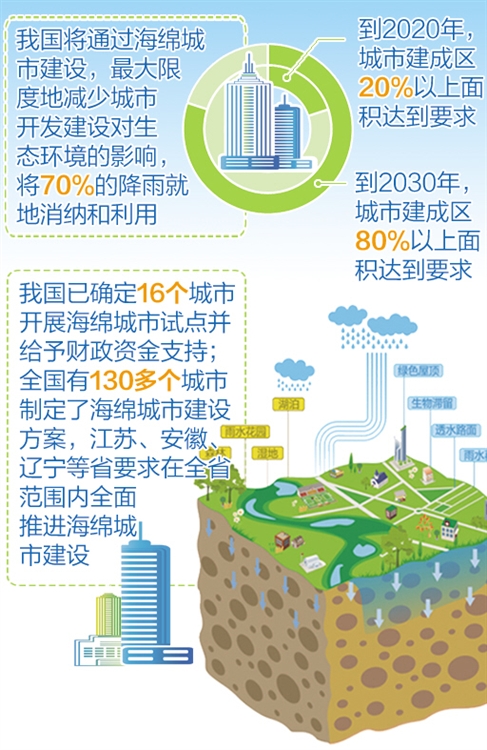 我国将通过海绵城
市建设，最大限
度地减少城市
开发建设对生
态环境的影响，
将70%的降雨就
地消纳和利用
到2020年，
城市建成区
20%以上面
积达到要求
到2030年，
城市建成区
80%以上面
积达到要求
我国已确定16个城市
开展海绵城市试点并
给予财政资金支持；
全国有130多个城市
制定了海绵城市建设
方案，江苏、安徽、
辽宁等省要求在全省
范围内全面
推进海绵城
市建设
绿色屋顶
湖泊
生物滞留
雨水花园
透水路面
森林
湿地
雨水